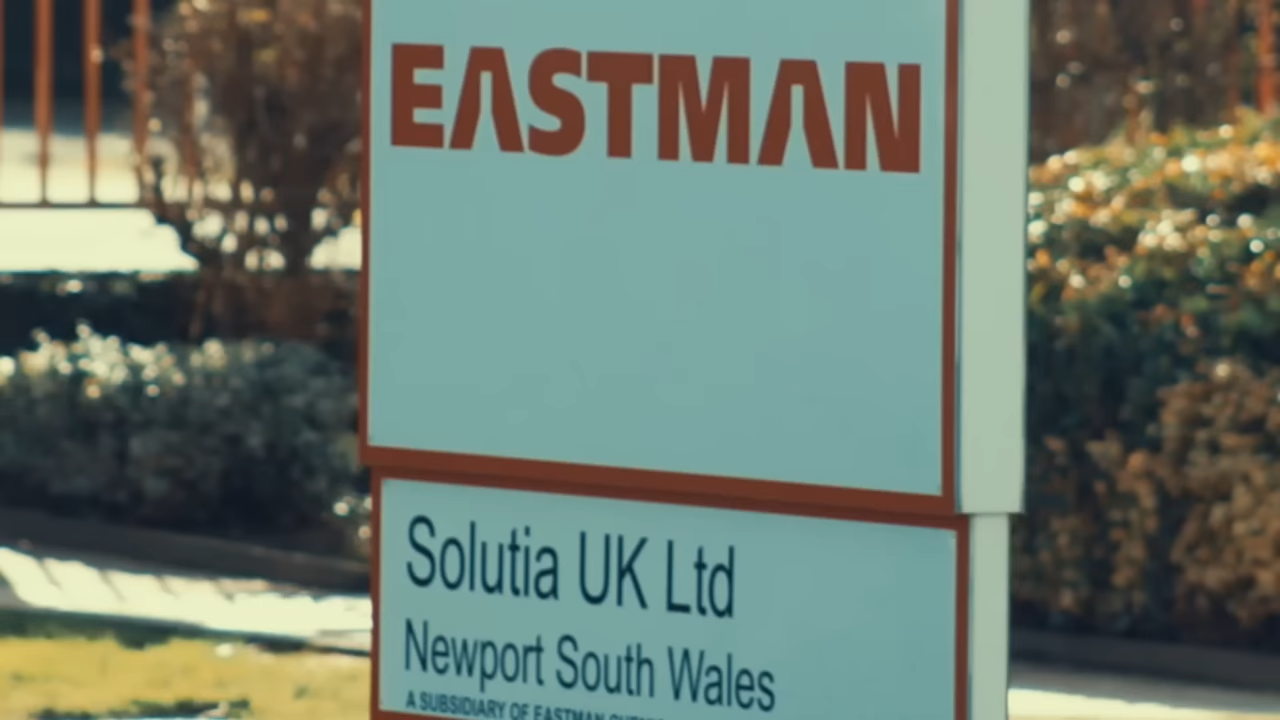 EASTMAN
Solutia UK Ltd
Newport South Wales
A SUBSIDIARY OF EASTMAN